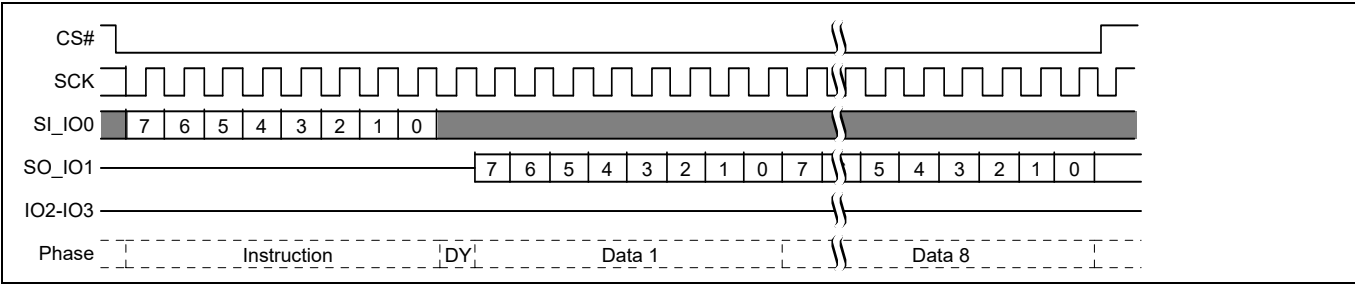 CS#
SCK
SI_IO0 7 6 5 4 3 2 1 0
SO_IO1 7 6 5 4 3 2 1 0 7 5 4 3 2 1 0
IO2-IO3
Phase Instruction DY Data 1 Data 8